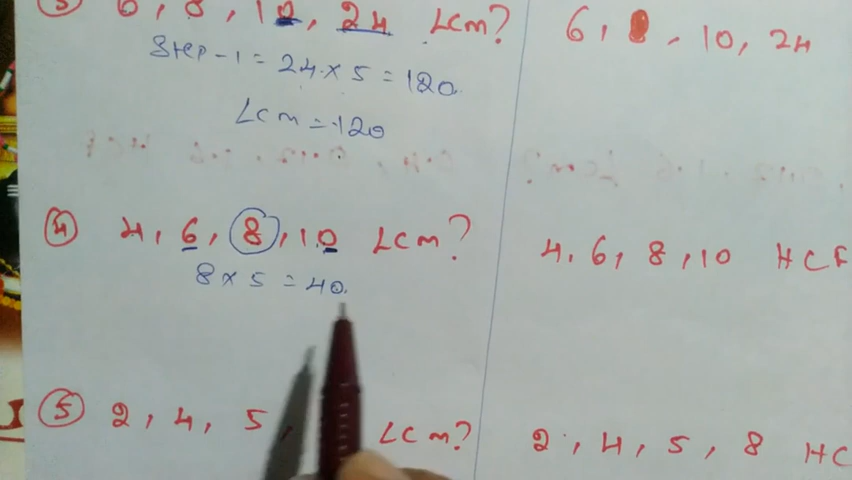 6, 8, 10, 24 LCM?
Step-1 = 24 × 5 = 120
LCM = 120
④ 4, 6, 8, 10 LCM?
8 × 5 = 40
⑤ 2, 4, 5, LCM?
6, 8, 10, 24
4, 6, 8, 10 HCF
2, 4, 5, 8 HC